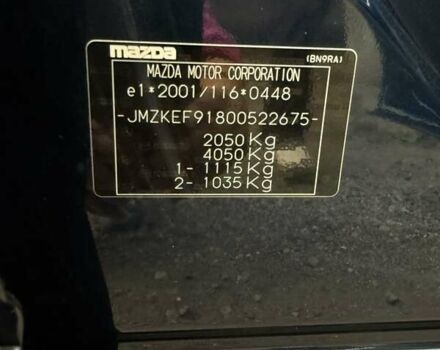 mazda (BN9RA)
MAZDA MOTOR CORPORATION
e1*2001/116*0448
-JMZKEF91800522675-
2050 Kg
4050 Kg
1- 1115 Kg
2- 1035 Kg